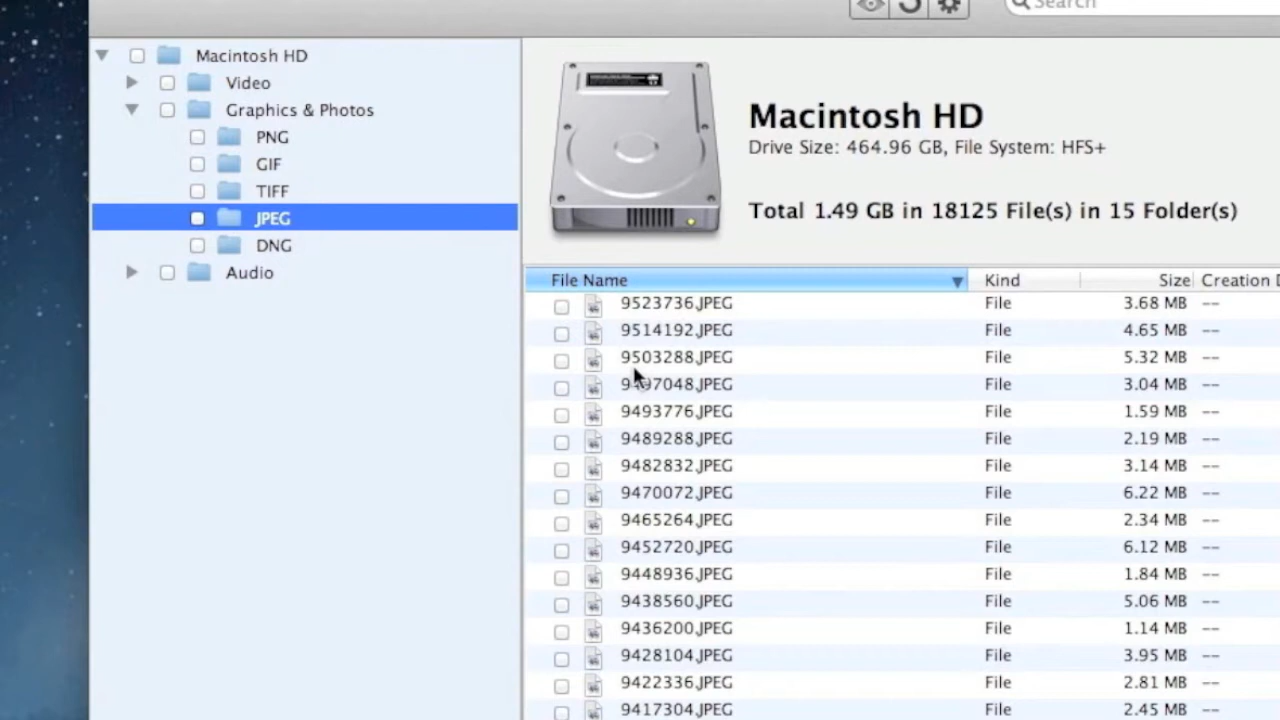 Search
Macintosh HD
Video
Graphics & Photos
PNG
GIF
TIFF
JPEG
DNG
Audio
Macintosh HD
Drive Size: 464.96 GB, File System: HFS+
Total 1.49 GB in 18125 File(s) in 15 Folder(s)
File Name Kind Size Creation
9523736.JPEG File 3.68 MB --
9514192.JPEG File 4.65 MB --
9503288.JPEG File 5.32 MB --
9497048.JPEG File 3.04 MB --
9493776.JPEG File 1.59 MB --
9489288.JPEG File 2.19 MB --
9482832.JPEG File 3.14 MB --
9470072.JPEG File 6.22 MB --
9465264.JPEG File 2.34 MB --
9452720.JPEG File 6.12 MB --
9448936.JPEG File 1.84 MB --
9438560.JPEG File 5.06 MB --
9436200.JPEG File 1.14 MB --
9428104.JPEG File 3.95 MB --
9422336.JPEG File 2.81 MB --
9417304.JPEG File 2.45 MB --